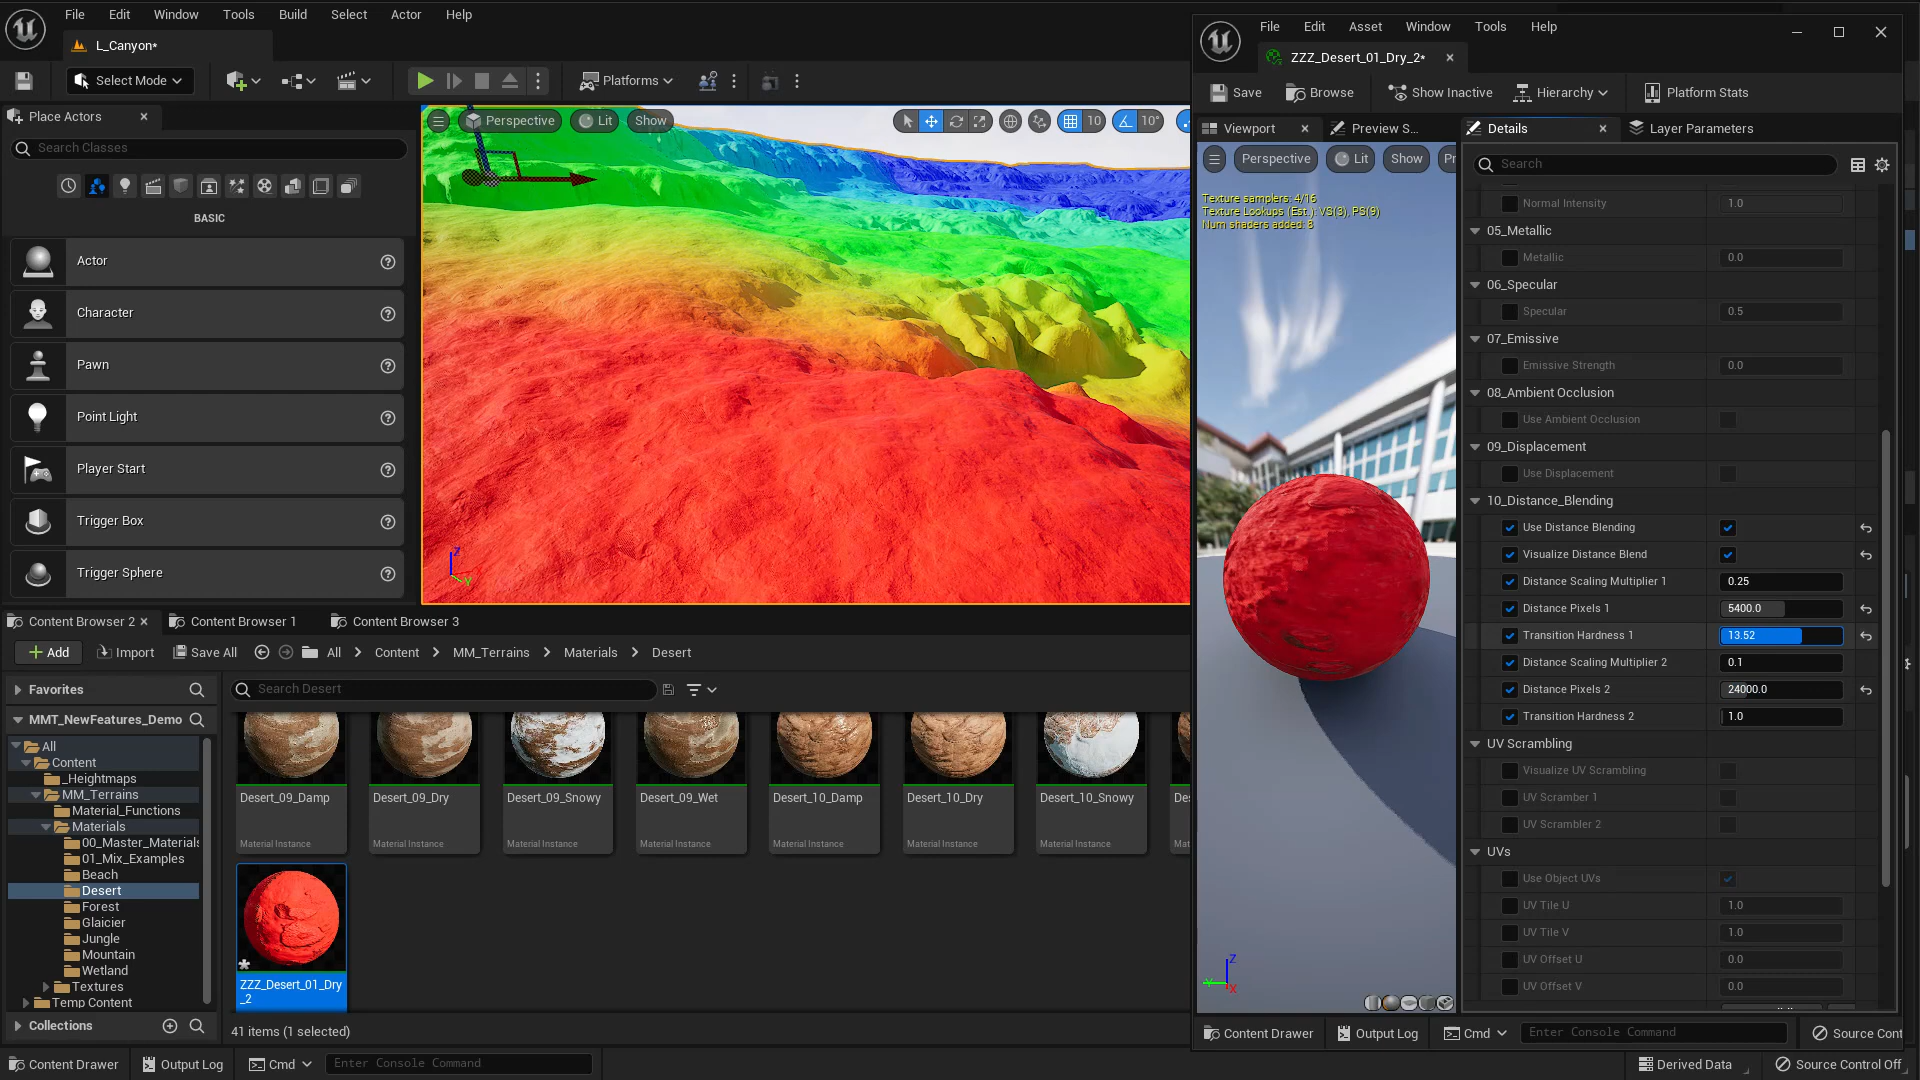 File Edit Window Tools Build Select Actor Help
L_Canyon*
Select Mode
Platforms
Place Actors
Search Classes
BASIC
Actor
Character
Pawn
Point Light
Player Start
Trigger Box
Trigger Sphere
Perspective Lit Show
10 10°
Z
Y
File Edit Asset Window Tools Help
ZZZ_Desert_01_Dry_2*
Save Browse Show Inactive Hierarchy Platform Stats
Viewport Preview S... Details Layer Parameters
Perspective Lit Show Pr
Search
Texture samplers: 4/16
Texture Lookups (Est.): VS(3), PS(9)
Num shaders added: 8
Normal Intensity 1.0
05_Metallic
Metallic 0.0
06_Specular
Specular 0.5
07_Emissive
Emissive Strength 0.0
08_Ambient Occlusion
Use Ambient Occlusion
09_Displacement
Use Displacement
10_Distance_Blending
Use Distance Blending
Visualize Distance Blend
Distance Scaling Multiplier 1 0.25
Distance Pixels 1 5400.0
Transition Hardness 1 13.52
Distance Scaling Multiplier 2 0.1
Distance Pixels 2 24000.0
Transition Hardness 2 1.0
UV Scrambling
Visualize UV Scrambling
UV Scramber 1
UV Scrambler 2
UVs
Use Object UVs
UV Tile U 1.0
UV Tile V 1.0
UV Offset U 0.0
UV Offset V 0.0
Z
Y
X
Content Drawer Output Log Cmd Enter Console Command Source Cont
Content Browser 2 Content Browser 1 Content Browser 3
Add Import Save All All Content MM_Terrains Materials Desert
Favorites
Search Desert
MMT_NewFeatures_Demo
All
Content
_Heightmaps
MM_Terrains
Material_Functions
Materials
00_Master_Materials
01_Mix_Examples
Beach
Desert
Forest
Glaicier
Jungle
Mountain
Wetland
Textures
Temp Content
Collections
Desert_09_Damp
Material Instance
Desert_09_Dry
Material Instance
Desert_09_Snowy
Material Instance
Desert_09_Wet
Material Instance
Desert_10_Damp
Material Instance
Desert_10_Dry
Material Instance
Desert_10_Snowy
Material Instance
De
ZZZ_Desert_01_Dry
_2
41 items (1 selected)
Content Drawer Output Log Cmd Enter Console Command Derived Data Source Control Off